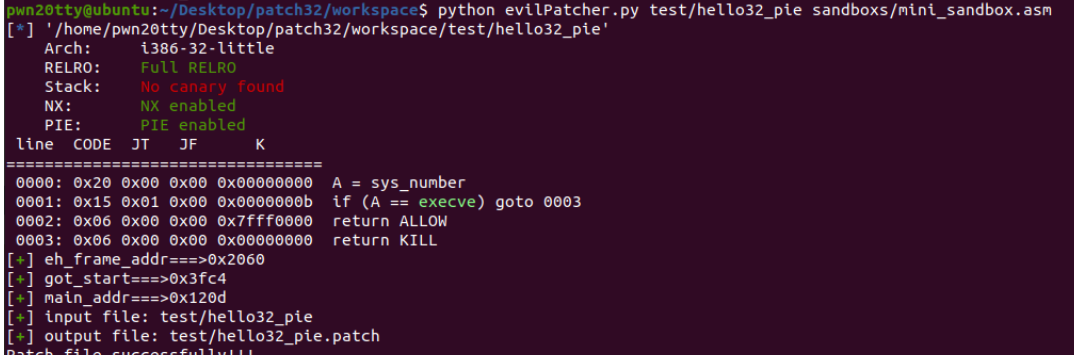 pwn20tty@ubuntu:~/Desktop/patch32/workspace$ python evilPatcher.py test/hello32_pie sandboxs/mini_sandbox.asm
[*] '/home/pwn20tty/Desktop/patch32/workspace/test/hello32_pie'
    Arch:     i386-32-little
    RELRO:    Full RELRO
    Stack:    No canary found
    NX:       NX enabled
    PIE:      PIE enabled
 line  CODE  JT   JF      K
=================================
 0000: 0x20 0x00 0x00 0x00000000  A = sys_number
 0001: 0x15 0x01 0x00 0x0000000b  if (A == execve) goto 0003
 0002: 0x06 0x00 0x00 0x7fff0000  return ALLOW
 0003: 0x06 0x00 0x00 0x00000000  return KILL
[+] eh_frame_addr===>0x2060
[+] got_start===>0x3fc4
[+] main_addr===>0x120d
[+] input file: test/hello32_pie
[+] output file: test/hello32_pie.patch
Patch file successfully!!!